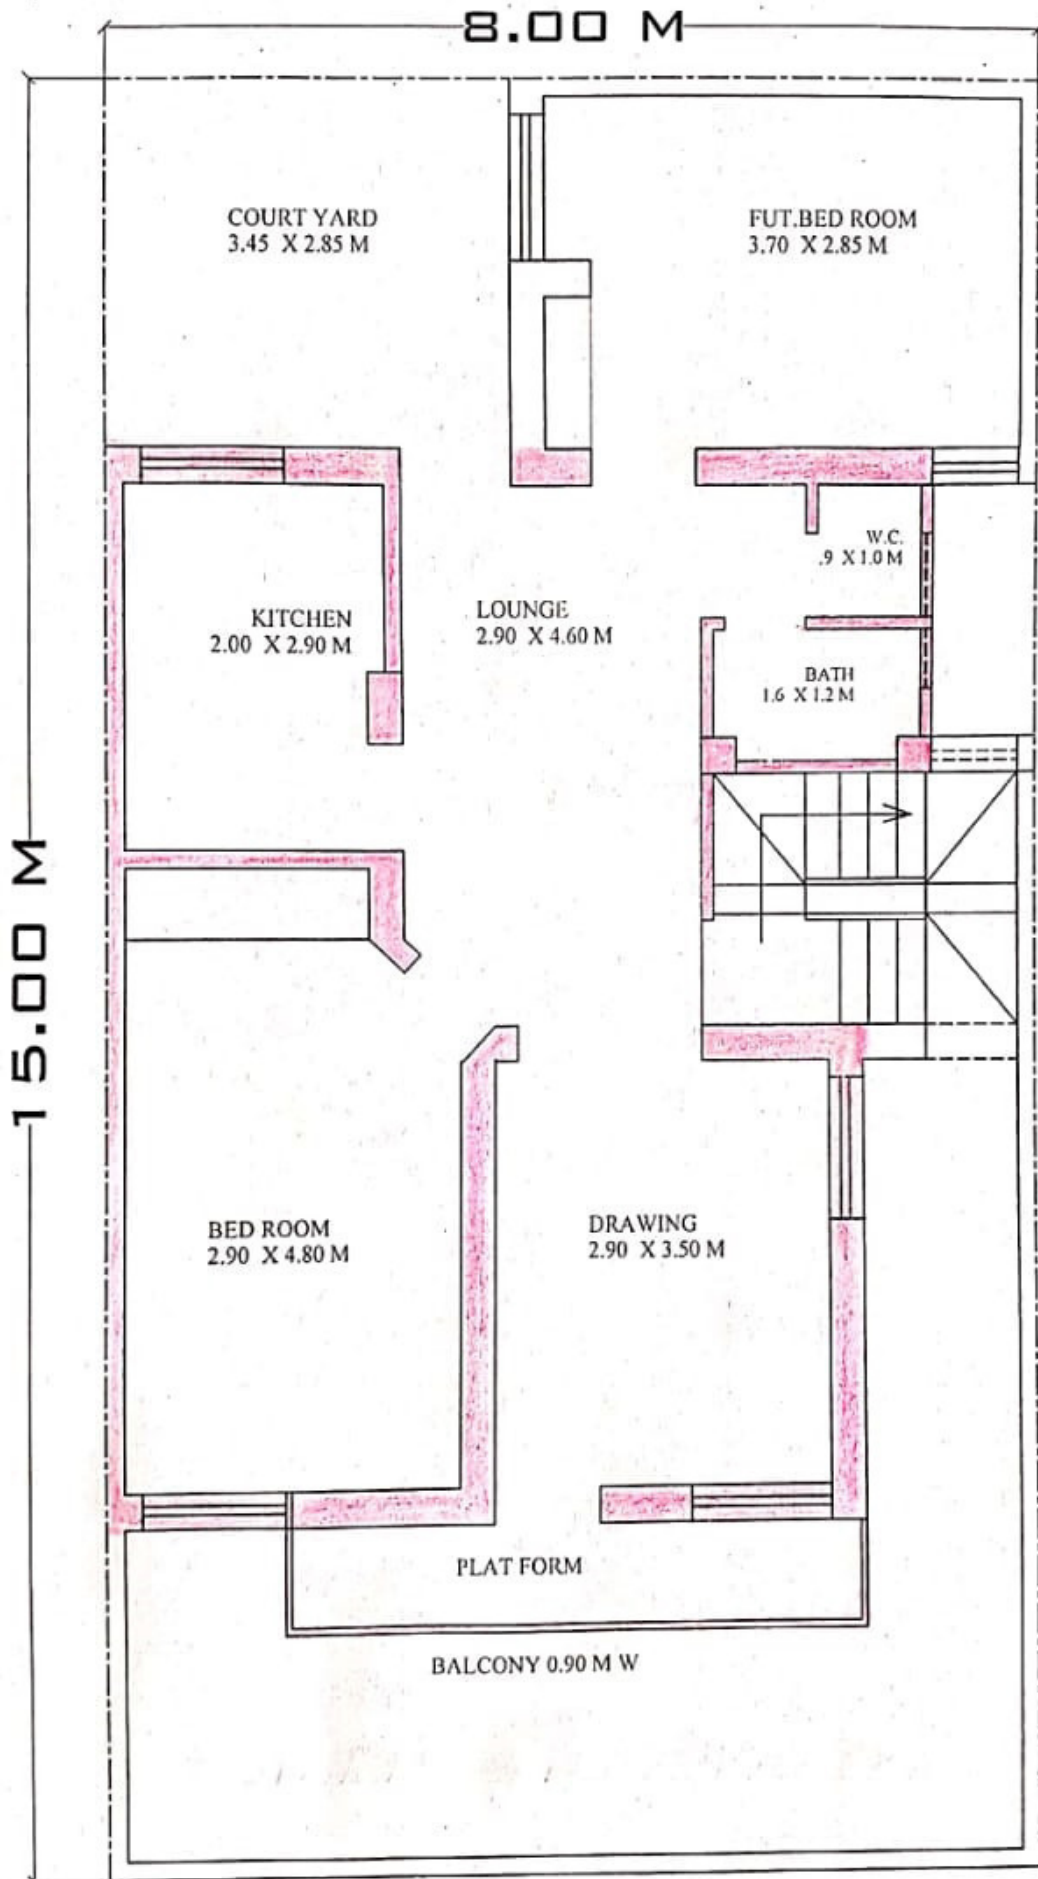 8.00 M
COURT YARD
3.45 X 2.85 M
FUT.BED ROOM
3.70 X 2.85 M
W.C.
.9 X 1.0 M
KITCHEN
2.00 X 2.90 M
LOUNGE
2.90 X 4.60 M
BATH
1.6 X 1.2 M
15.00 M
BED ROOM
2.90 X 4.80 M
DRAWING
2.90 X 3.50 M
PLAT FORM
BALCONY 0.90 M W